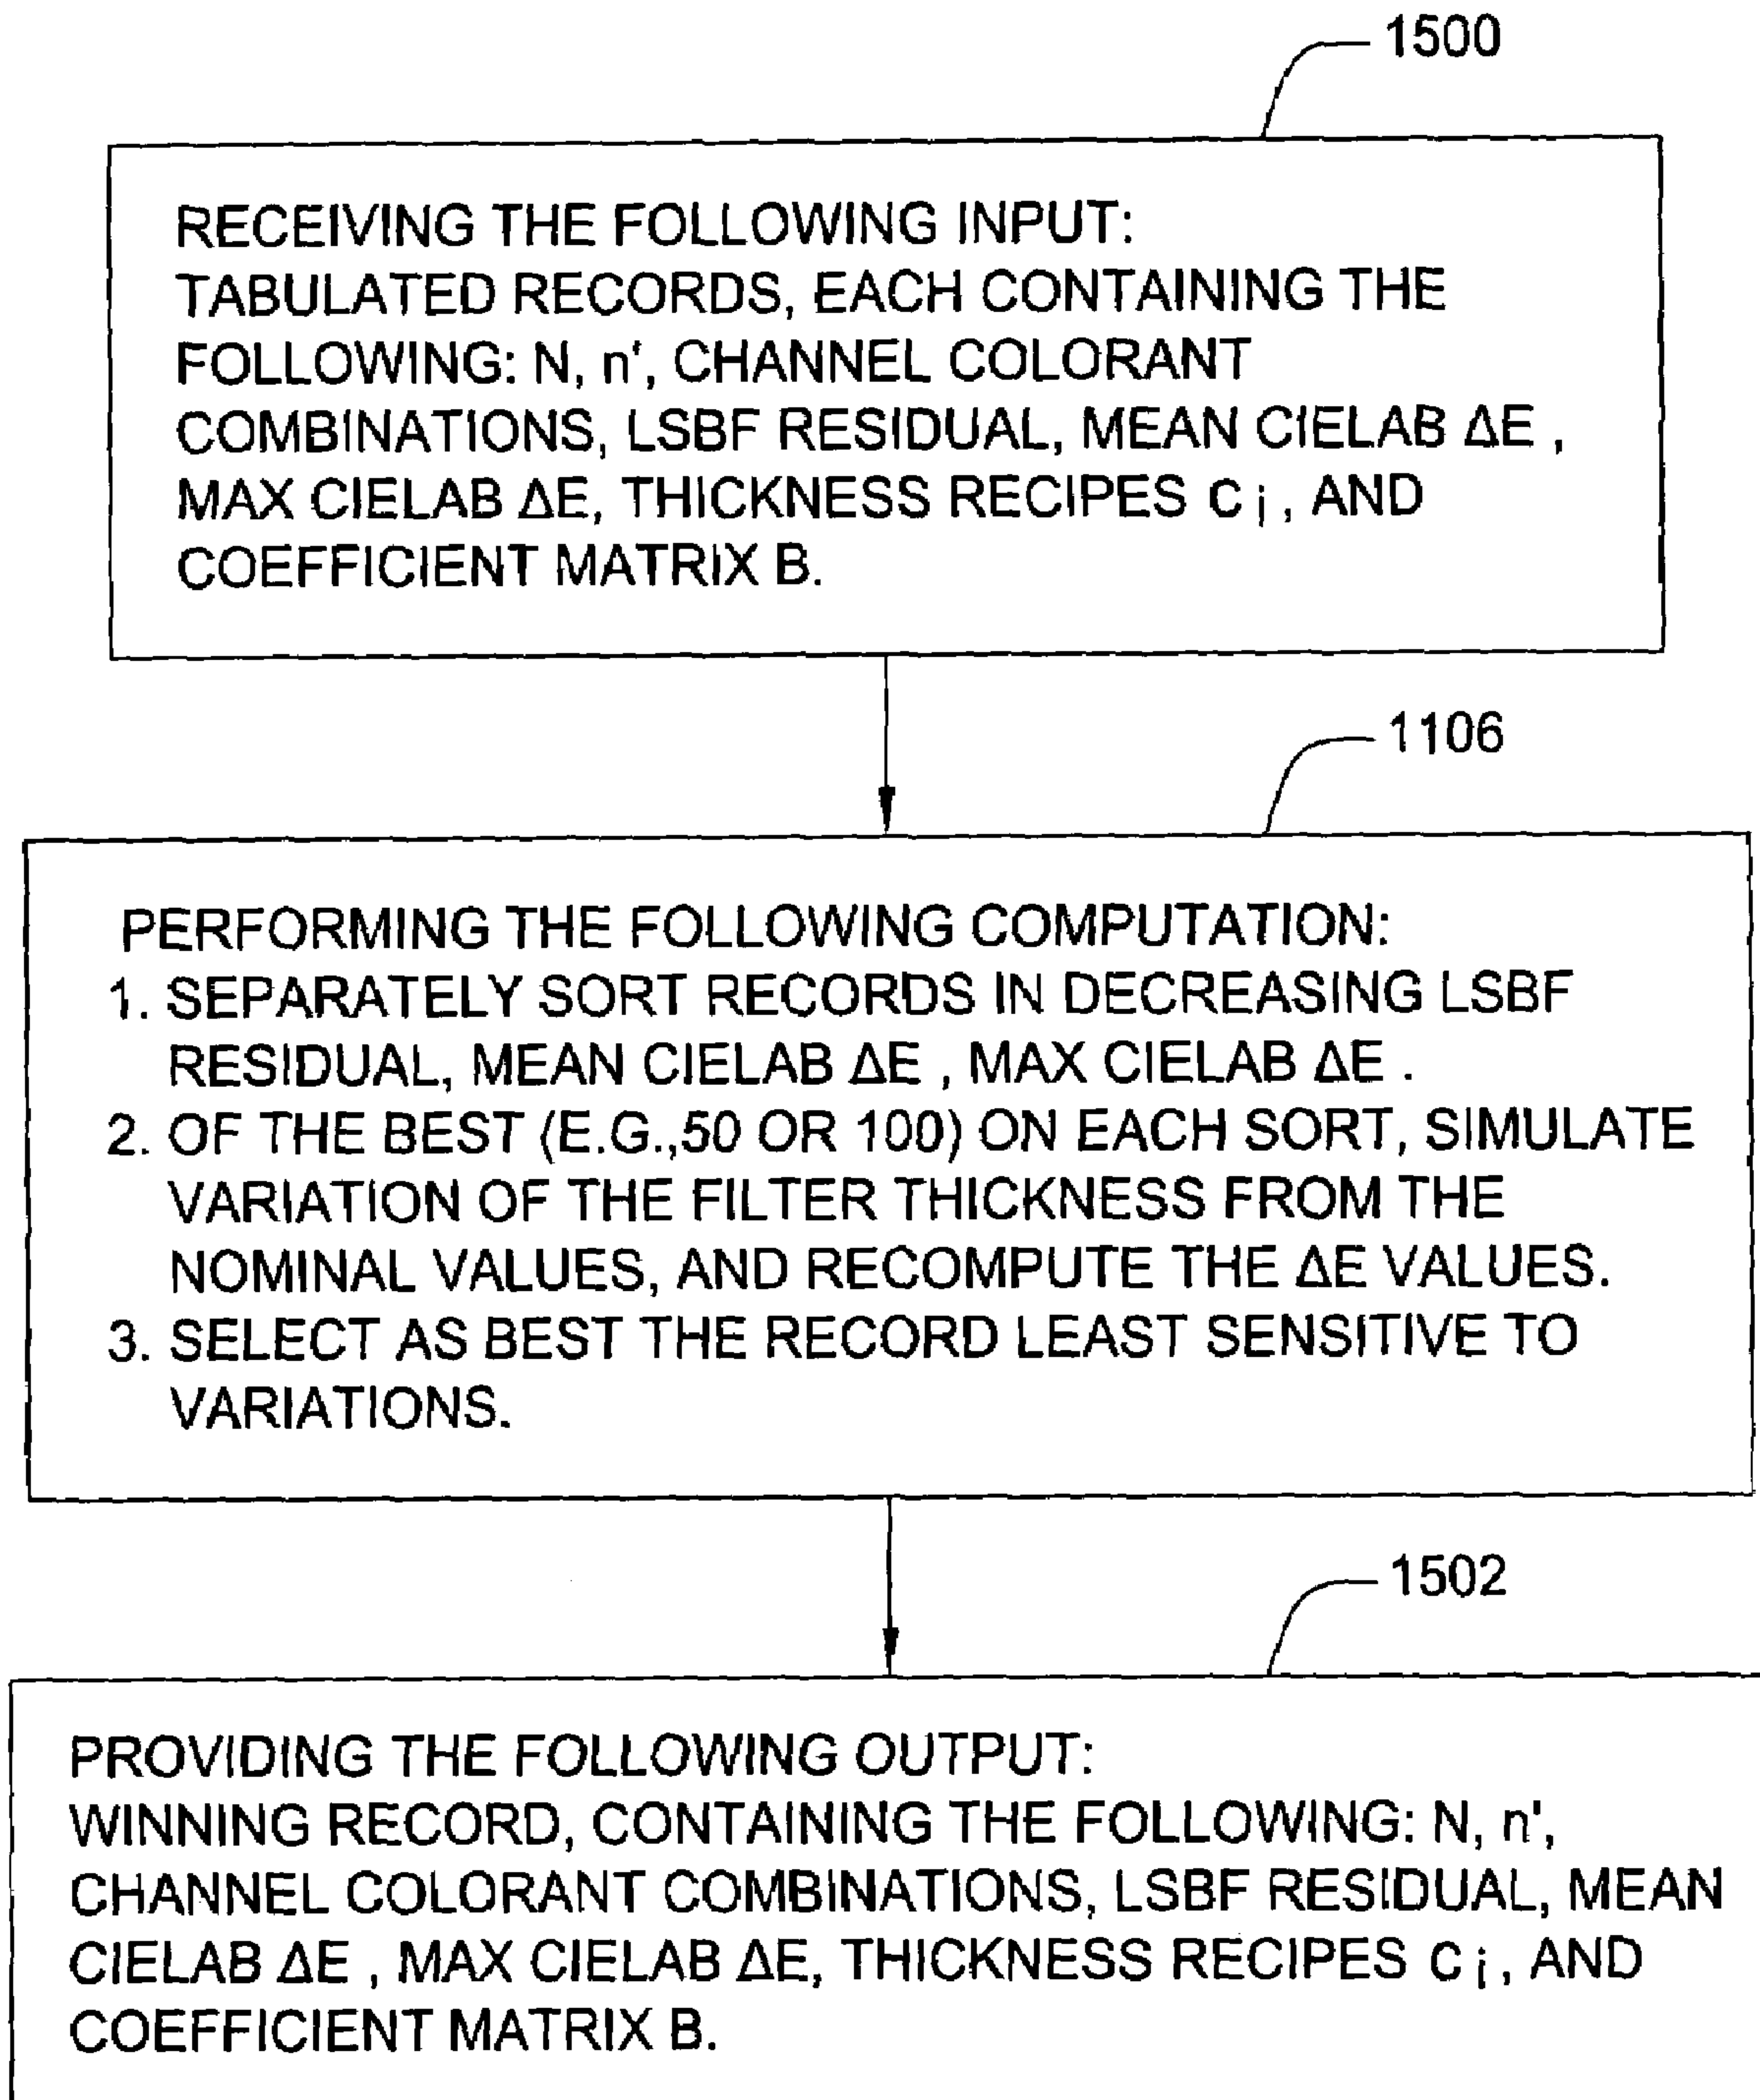 1500
RECEIVING THE FOLLOWING INPUT:
TABULATED RECORDS, EACH CONTAINING THE
FOLLOWING: N, n', CHANNEL COLORANT
COMBINATIONS, LSBF RESIDUAL, MEAN CIELAB ΔE ,
MAX CIELAB ΔE, THICKNESS RECIPES c i , AND
COEFFICIENT MATRIX B.
1106
PERFORMING THE FOLLOWING COMPUTATION:
1. SEPARATELY SORT RECORDS IN DECREASING LSBF
RESIDUAL, MEAN CIELAB ΔE , MAX CIELAB ΔE .
2. OF THE BEST (E.G.,50 OR 100) ON EACH SORT, SIMULATE
VARIATION OF THE FILTER THICKNESS FROM THE
NOMINAL VALUES, AND RECOMPUTE THE ΔE VALUES.
3. SELECT AS BEST THE RECORD LEAST SENSITIVE TO
VARIATIONS.
1502
PROVIDING THE FOLLOWING OUTPUT:
WINNING RECORD, CONTAINING THE FOLLOWING: N, n',
CHANNEL COLORANT COMBINATIONS, LSBF RESIDUAL, MEAN
CIELAB ΔE , MAX CIELAB ΔE, THICKNESS RECIPES c i , AND
COEFFICIENT MATRIX B.